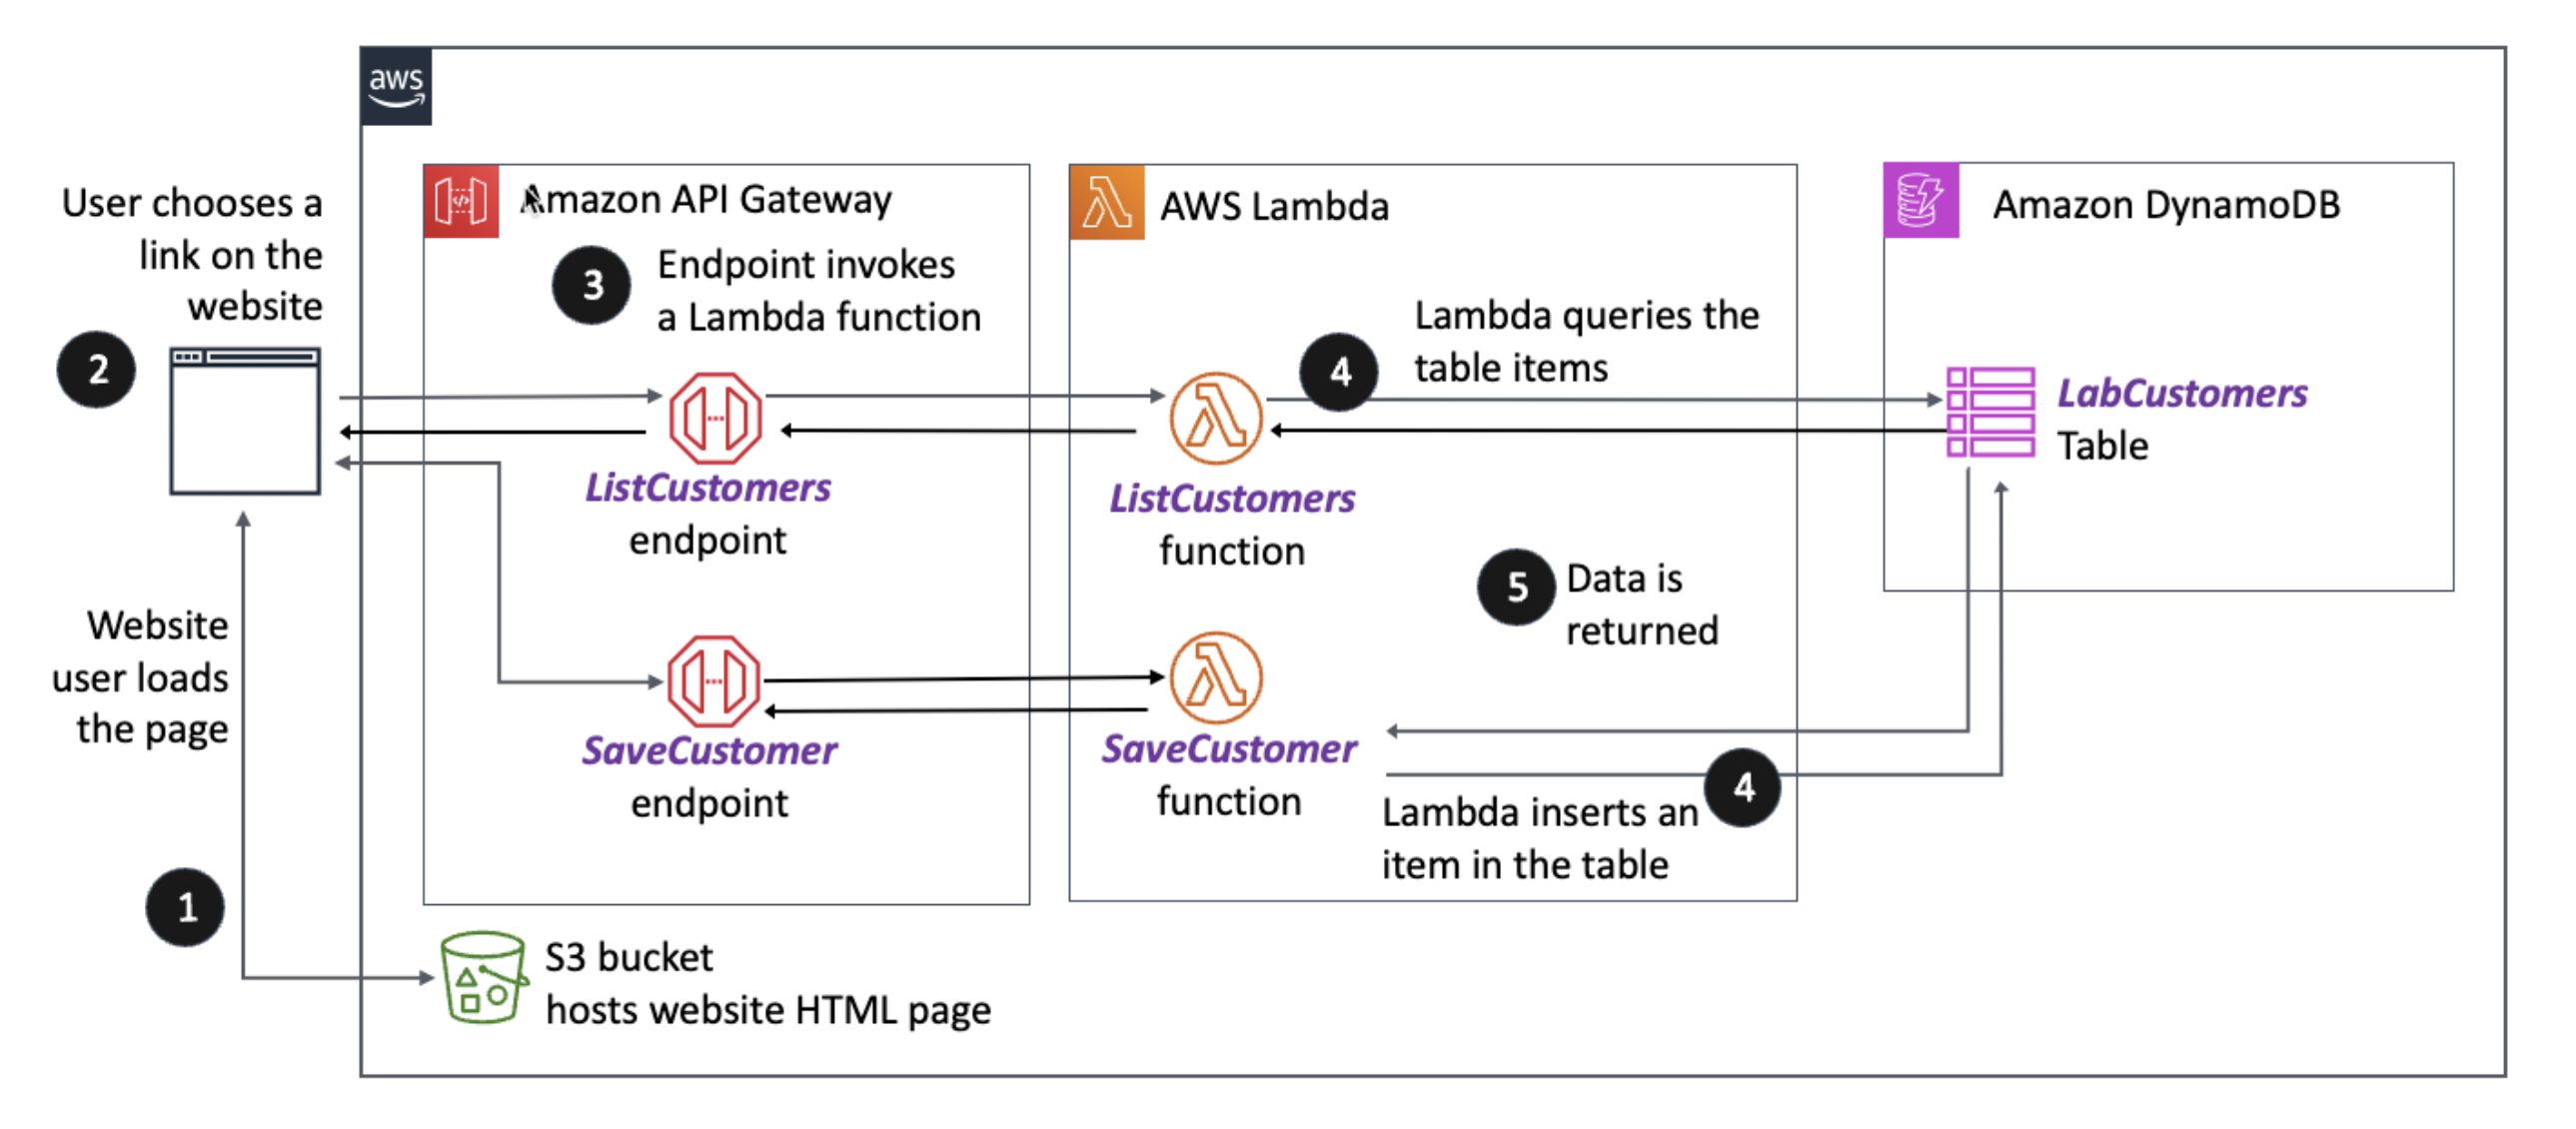 aws
User chooses a
link on the
website
2
Amazon API Gateway
3
Endpoint invokes
a Lambda function
ListCustomers
endpoint
SaveCustomer
endpoint
AWS Lambda
4
Lambda queries the
table items
ListCustomers
function
5
Data is
returned
SaveCustomer
function
4
Lambda inserts an
item in the table
Amazon DynamoDB
LabCustomers
Table
Website
user loads
the page
1
S3 bucket
hosts website HTML page